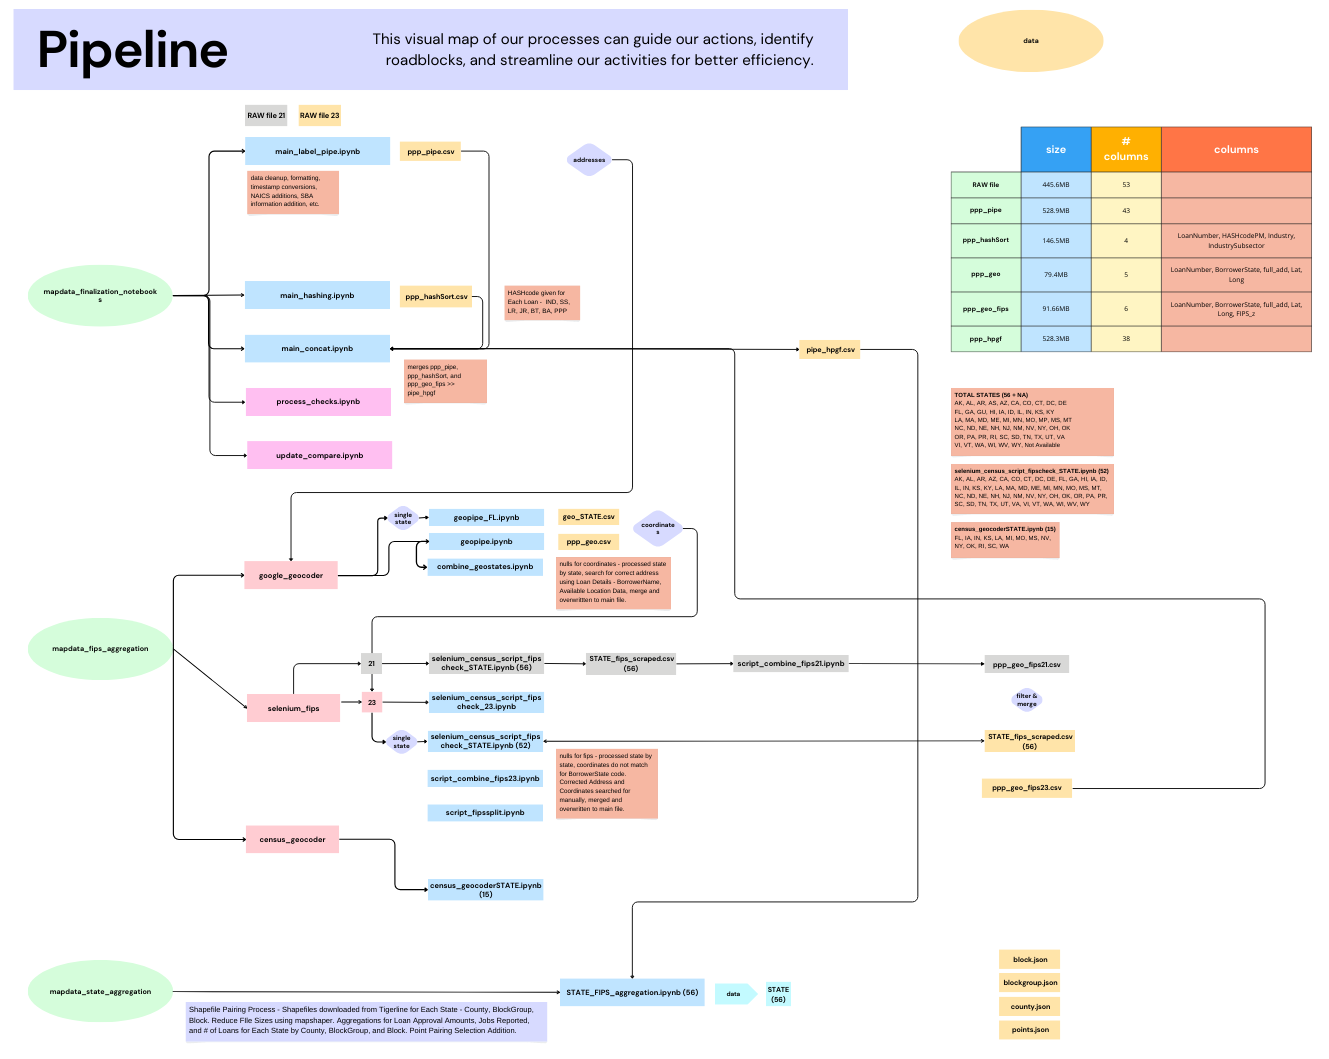 Pipeline
This visual map of our processes can guide our actions, identify
roadblocks, and streamline our activities for better efficiency.
data
RAW file 21
RAW file 23
main_label_pipe.ipynb
ppp_pipe.csv
addresses
data cleanup, formatting,
timestamp conversions,
NAICS additions, SBA
information addition, etc.
mapdata_finalization_notebook
s
main_hashing.ipynb
ppp_hashSort.csv
HASHcode given for
Each Loan - IND, SS,
LR, JR, BT, BA, PPP
main_concat.ipynb
pipe_hpgf.csv
merges ppp_pipe,
ppp_hashSort, and
ppp_geo_fips >>
pipe_hpgf
process_checks.ipynb
update_compare.ipynb
size
#
columns
columns
RAW file
445.6MB
53
ppp_pipe
528.9MB
43
ppp_hashSort
146.5MB
4
LoanNumber, HASHcodePM, Industry,
IndustrySubsector
ppp_geo
79.4MB
5
LoanNumber, BorrowerState, full_add, Lat,
Long
ppp_geo_fips
91.66MB
6
LoanNumber, BorrowerState, full_add, Lat,
Long, FIPS_z
ppp_hpgf
528.3MB
38
TOTAL STATES (56 + NA)
AK, AL, AR, AS, AZ, CA, CO, CT, DC, DE
FL, GA, GU, HI, IA, ID, IL, IN, KS, KY
LA, MA, MD, ME, MI, MN, MO, MP, MS, MT
NC, ND, NE, NH, NJ, NM, NV, NY, OH, OK
OR, PA, PR, RI, SC, SD, TN, TX, UT, VA
VI, VT, WA, WI, WV, WY, Not Available
selenium_census_script_fipscheck_STATE.ipynb (52)
AK, AL, AR, AZ, CA, CO, CT, DC, DE, FL, GA, HI, IA, ID,
IL, IN, KS, KY, LA, MA, MD, ME, MI, MN, MO, MS, MT.
NC, ND, NE, NH, NJ, NM, NV, NY, OH, OK, OR, PA, PR,
SC, SD, TN, TX, UT, VA, VI, VT, WA, WI, WV, WY
census_geocoderSTATE.ipynb (15)
FL, IA, IN, KS, LA, MI, MO, MS, NV,
NY, OK, RI, SC, WA
single
state
geopipe_FL.ipynb
geo_STATE.csv
coordinate
s
geopipe.ipynb
ppp_geo.csv
combine_geostates.ipynb
google_geocoder
nulls for coordinates - processed state
by state, search for correct address
using Loan Details - BorrowerName,
Available Location Data, merge and
overwritten to main file.
mapdata_fips_aggregation
21
selenium_census_script_fips
check_STATE.ipynb (56)
STATE_fips_scraped.csv
(56)
script_combine_fips21.ipynb
ppp_geo_fips21.csv
selenium_fips
23
selenium_census_script_fips
check_23.ipynb
filter &
merge
single
state
selenium_census_script_fips
check_STATE.ipynb (52)
STATE_fips_scraped.csv
(56)
nulls for fips - processed state by
state, coordinates do not match
for BorrowerState code.
Corrected Address and
Coordinates searched for
manually, merged and
overwritten to main file.
script_combine_fips23.ipynb
ppp_geo_fips23.csv
script_fipssplit.ipynb
census_geocoder
census_geocoderSTATE.ipynb
(15)
mapdata_state_aggregation
STATE_FIPS_aggregation.ipynb (56)
data
STATE
(56)
Shapefile Pairing Process - Shapefiles downloaded from Tigerline for Each State - County, BlockGroup,
Block. Reduce FIle Sizes using mapshaper. Aggregations for Loan Approval Amounts, Jobs Reported,
and # of Loans for Each State by County, BlockGroup, and Block. Point Pairing Selection Addition.
block.json
blockgroup.json
county.json
points.json